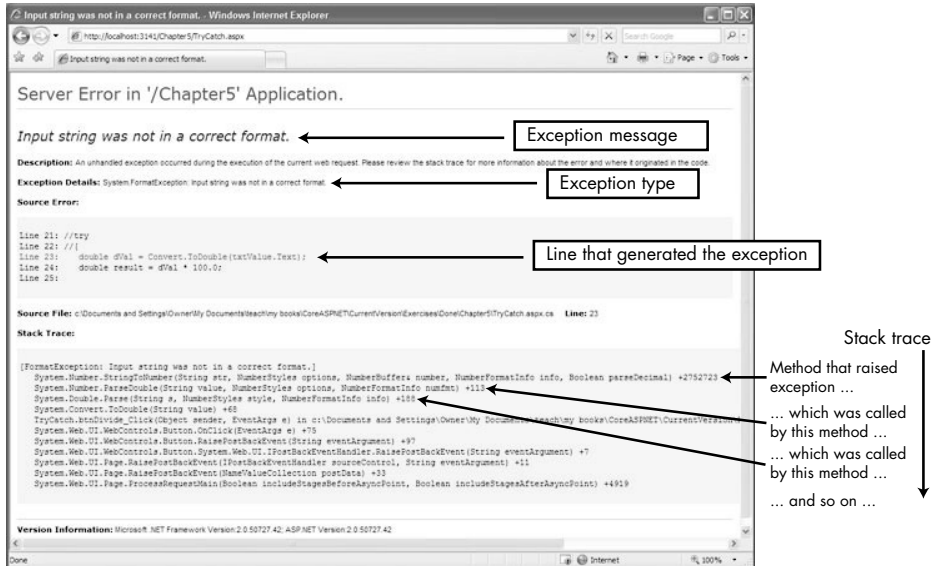 Input string was not in a correct format. - Windows Internet Explorer
http://localhost:3141/Chapter5/TryCatch.aspx
Search Google
Input string was not in a correct format.
Page
Tools
Server Error in '/Chapter5' Application.
Input string was not in a correct format.
Exception message
Description: An unhandled exception occurred during the execution of the current web request. Please review the stack trace for more information about the error and where it originated in the code.
Exception Details: System.FormatException: Input string was not in a correct format.
Exception type
Source Error:
Line 21: //try
Line 22: //{
Line 23: double dVal = Convert.ToDouble(txtValue.Text);
Line that generated the exception
Line 24: double result = dVal * 100.0;
Line 25:
Source File: c:\Documents and Settings\Owner\My Documents\teach\my books\CoreASPNET\CurrentVersion\Exercises\Done\Chapter5\TryCatch.aspx.cs Line: 23
Stack Trace:
[FormatException: Input string was not in a correct format.]
System.Number.StringToNumber(String str, NumberStyles options, NumberBuffer& number, NumberFormatInfo info, Boolean parseDecimal) +2752723
System.Number.ParseDouble(String value, NumberStyles options, NumberFormatInfo numfmt) +113
System.Double.Parse(String s, NumberStyles style, NumberFormatInfo info) +188
System.Convert.ToDouble(String value) +68
TryCatch.btnDivide_Click(Object sender, EventArgs e) in c:\Documents and Settings\Owner\My Documents\teach\my books\CoreASPNET\CurrentVersion\
System.Web.UI.WebControls.Button.OnClick(EventArgs e) +75
System.Web.UI.WebControls.Button.RaisePostBackEvent(String eventArgument) +97
System.Web.UI.WebControls.Button.System.Web.UI.IPostBackEventHandler.RaisePostBackEvent(String eventArgument) +7
System.Web.UI.Page.RaisePostBackEvent(IPostBackEventHandler sourceControl, String eventArgument) +11
System.Web.UI.Page.RaisePostBackEvent(NameValueCollection postData) +33
System.Web.UI.Page.ProcessRequestMain(Boolean includeStagesBeforeAsyncPoint, Boolean includeStagesAfterAsyncPoint) +4919
Stack trace
Method that raised
exception ...
... which was called
by this method ...
... which was called
by this method ...
... and so on ...
Version Information: Microsoft .NET Framework Version:2.0.50727.42; ASP.NET Version:2.0.50727.42
Done
Internet
100%